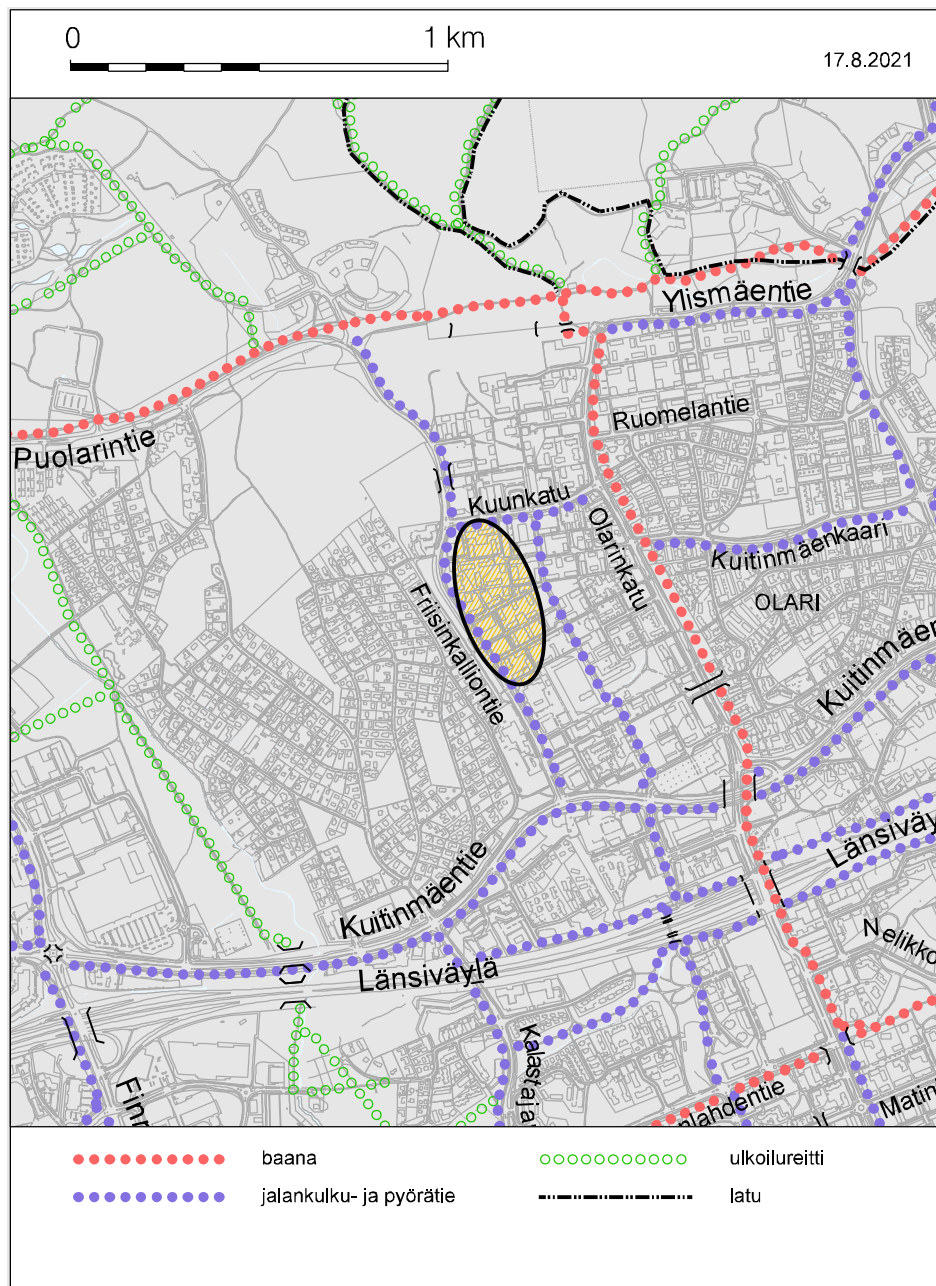 0 1 km
17.8.2021
Ylismäentie
Ruomelantie
Puolarintie
Kuunkatu
Olarinkatu
Kuitinmäenkaari
OLARI
Friisinkalliontie
Kuitinmäen
Kuitinmäentie
Länsiväy
Länsiväylä
Nelikko
Kalastaja
Finn
nlahdentie
Matin
baana
ulkoilureitti
jalankulku- ja pyörätie
latu